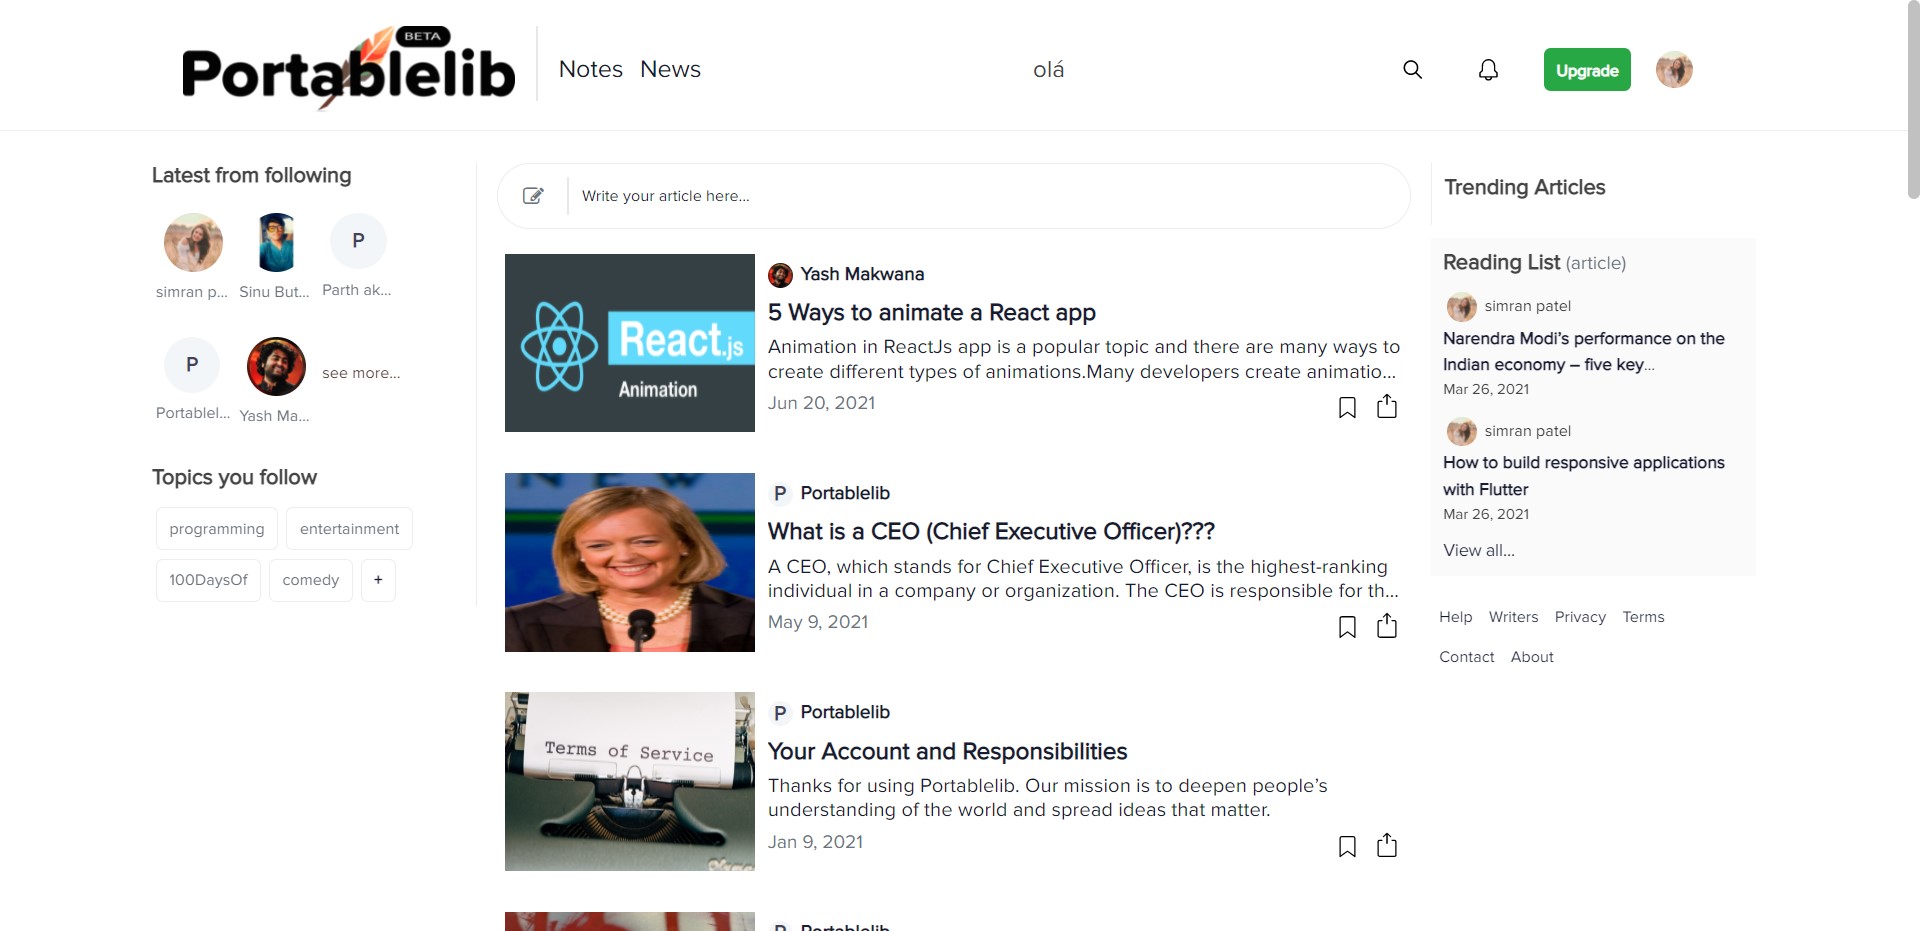 Portablelib
BETA
Notes
News
olá
Upgrade
Latest from following
simran p...
Sinu But...
P
Parth ak...
P
Portablel...
Yash Ma...
see more...
Topics you follow
programming
entertainment
100DaysOf
comedy
+
Write your article here...
React.js
Animation
Yash Makwana
5 Ways to animate a React app
Animation in ReactJs app is a popular topic and there are many ways to
create different types of animations.Many developers create animatio...
Jun 20, 2021
NEW
P Portablelib
What is a CEO (Chief Executive Officer)???
A CEO, which stands for Chief Executive Officer, is the highest-ranking
individual in a company or organization. The CEO is responsible for th...
May 9, 2021
Terms of Service
P Portablelib
Your Account and Responsibilities
Thanks for using Portablelib. Our mission is to deepen people’s
understanding of the world and spread ideas that matter.
Jan 9, 2021
P Portablelib
Trending Articles
Reading List (article)
simran patel
Narendra Modi’s performance on the
Indian economy – five key...
Mar 26, 2021
simran patel
How to build responsive applications
with Flutter
Mar 26, 2021
View all...
Help Writers Privacy Terms
Contact About